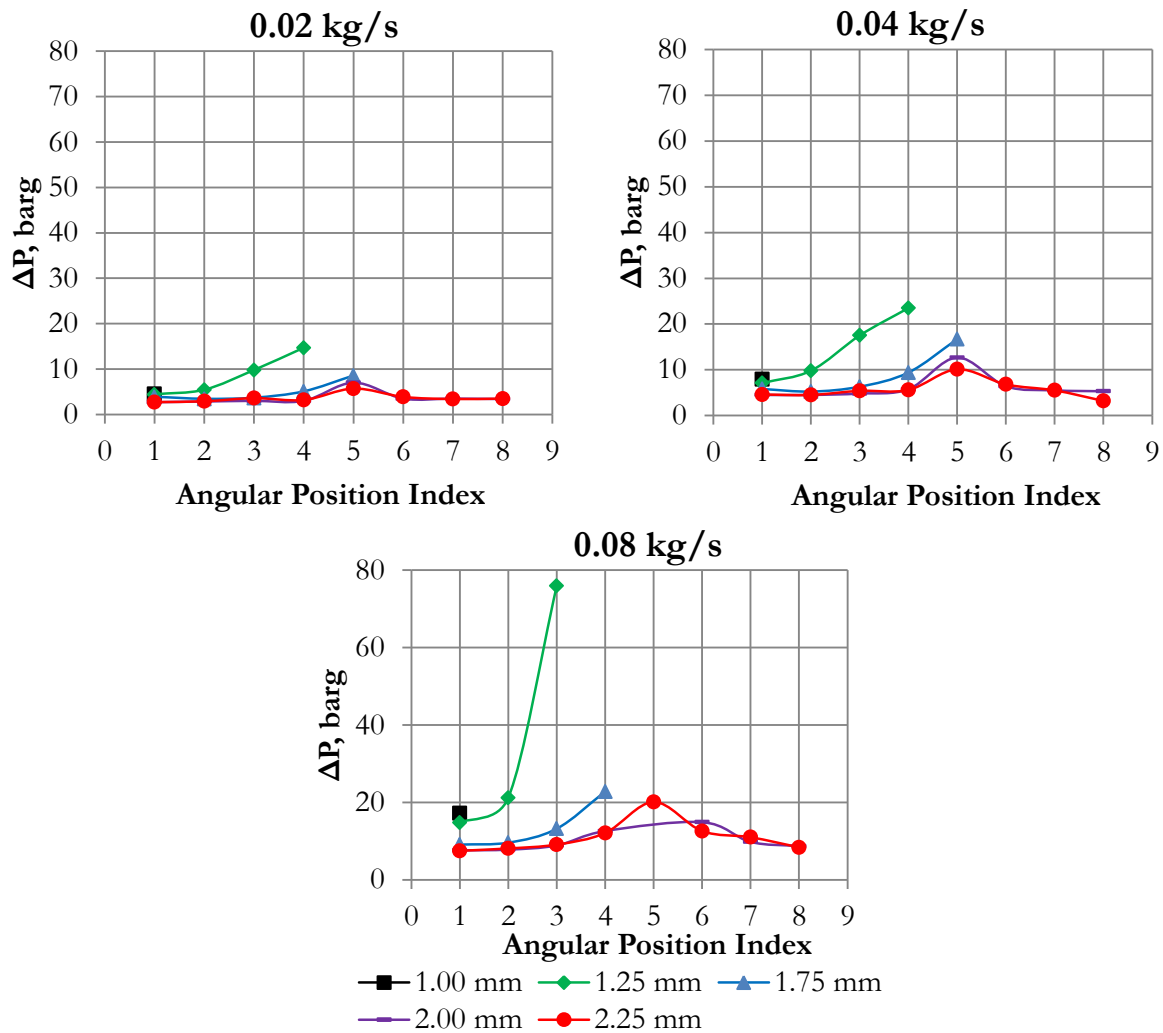 0.02 kg/s
80
70
60
50
40
30
20
10
0
ΔP, barg
0 1 2 3 4 5 6 7 8 9
Angular Position Index
0.04 kg/s
80
70
60
50
40
30
20
10
0
ΔP, barg
0 1 2 3 4 5 6 7 8 9
Angular Position Index
0.08 kg/s
80
60
40
20
0
ΔP, barg
0 1 2 3 4 5 6 7 8 9
Angular Position Index
1.00 mm 1.25 mm 1.75 mm
2.00 mm 2.25 mm